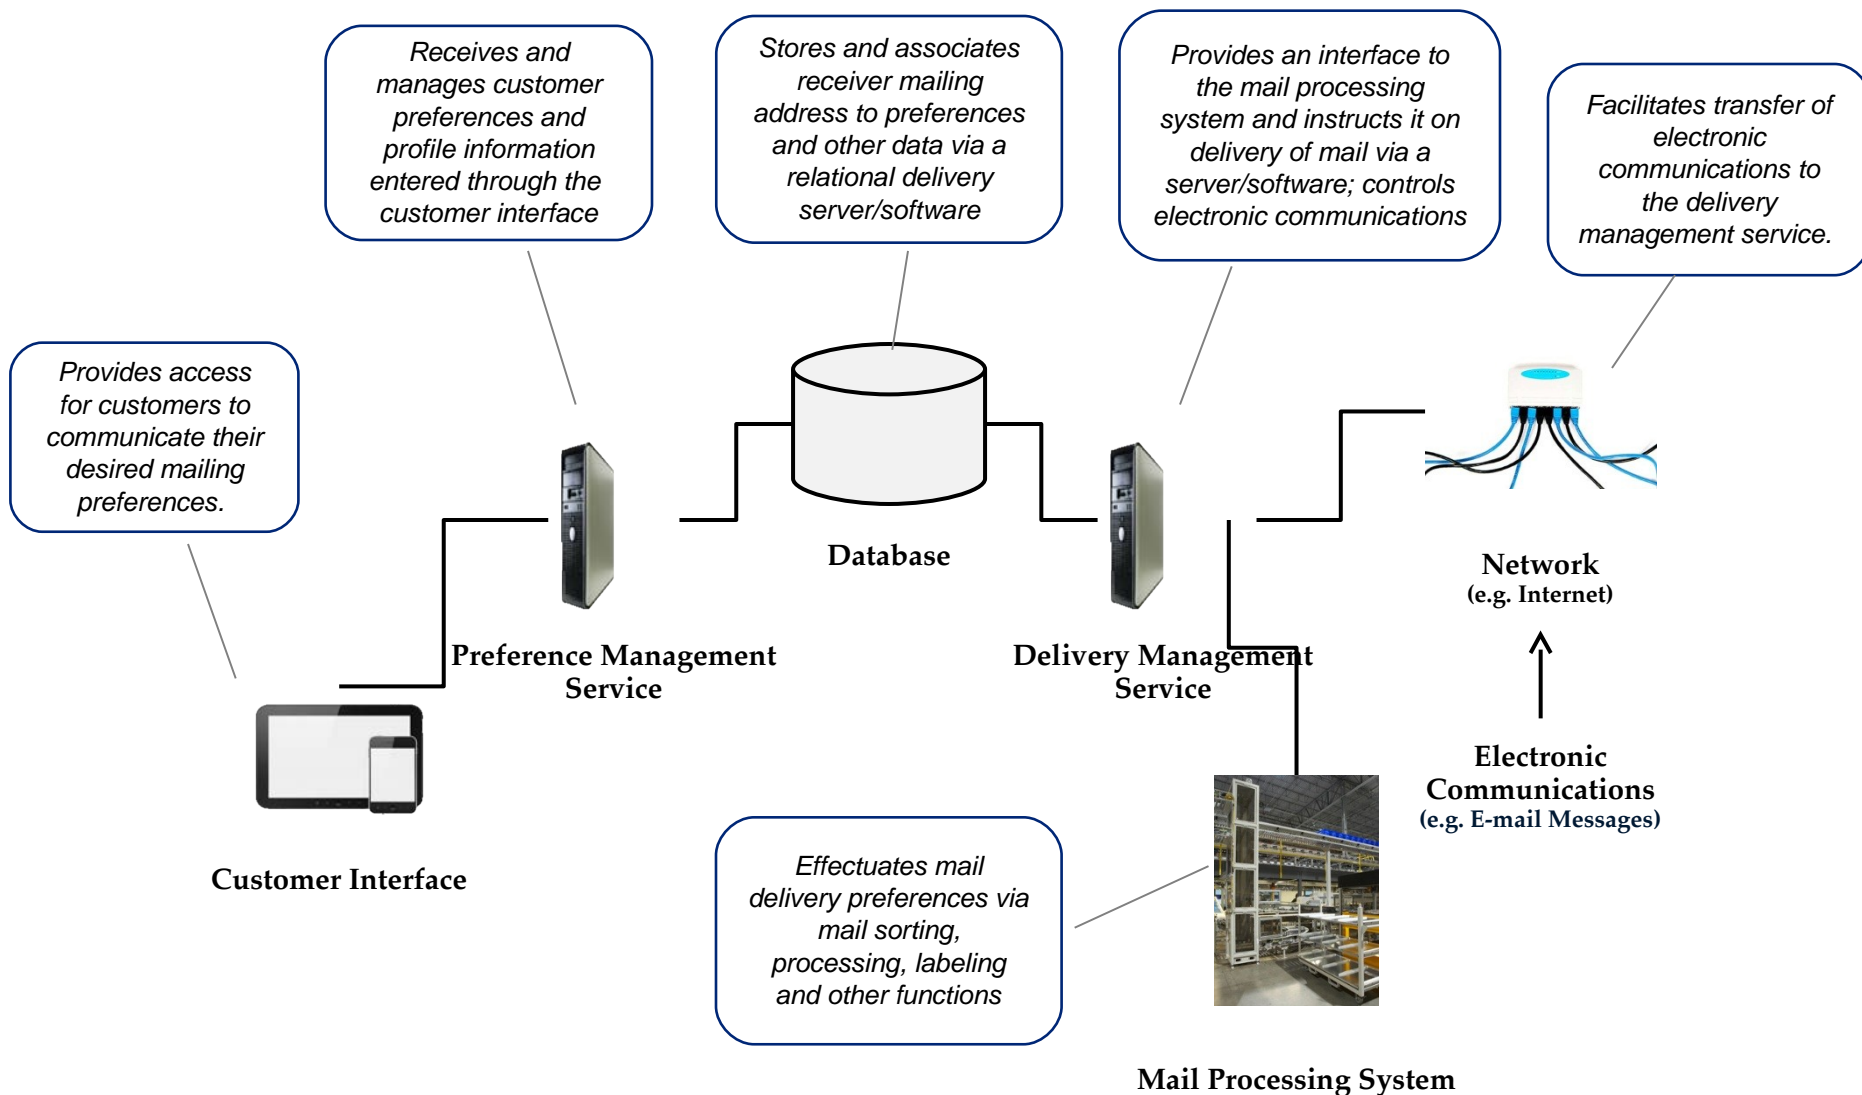 Receives and
manages customer
preferences and
profile information
entered through the
customer interface
Stores and associates
receiver mailing
address to preferences
and other data via a
relational delivery
server/software
Provides an interface to
the mail processing
system and instructs it on
delivery of mail via a
server/software; controls
electronic communications
Facilitates transfer of
electronic
communications to
the delivery
management service.
Provides access
for customers to
communicate their
desired mailing
preferences.
Database
Network
(e.g. Internet)
Preference Management
Service
Delivery Management
Service
Electronic
Communications
(e.g. E-mail Messages)
Customer Interface
Effectuates mail
delivery preferences via
mail sorting,
processing, labeling
and other functions
Mail Processing System